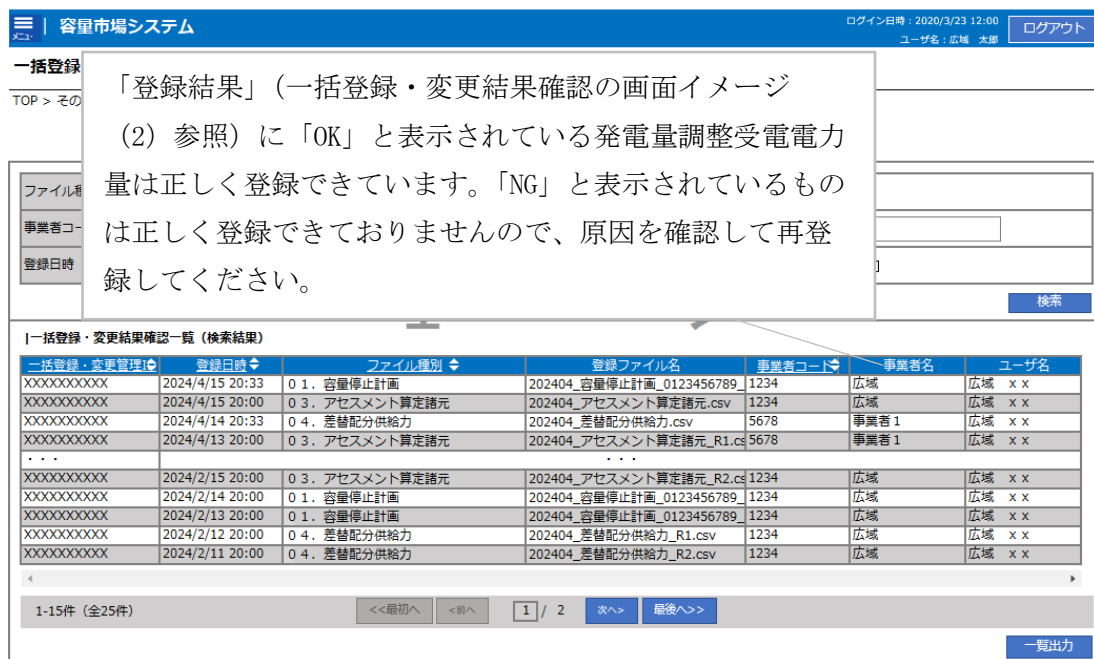 メニュー
容量市場システム
ログイン日時：2020/3/23 12:00
ユーザ名：広域 太郎
ログアウト
一括登録
TOP > その
「登録結果」（一括登録・変更結果確認の画面イメージ
（2）参照）に「OK」と表示されている発電量調整受電電力
量は正しく登録できています。「NG」と表示されているもの
は正しく登録できておりませんので、原因を確認して再登
録してください。
ファイル種
事業者コー
登録日時
検索
|一括登録・変更結果確認一覧（検索結果）
一括登録・変更管理I 登録日時 ファイル種別 登録ファイル名 事業者コード 事業者名 ユーザ名
XXXXXXXXXX 2024/4/15 20:33 ０１．容量停止計画 202404_容量停止計画_0123456789_ 1234 広域 広域 ｘｘ
XXXXXXXXXX 2024/4/15 20:00 ０３．アセスメント算定諸元 202404_アセスメント算定諸元.csv 1234 広域 広域 ｘｘ
XXXXXXXXXX 2024/4/14 20:33 ０４．差替配分供給力 202404_差替配分供給力.csv 5678 事業者１ 広域 ｘｘ
XXXXXXXXXX 2024/4/13 20:00 ０３．アセスメント算定諸元 202404_アセスメント算定諸元_R1.cs 5678 事業者１ 広域 ｘｘ
・・・ ・・・
XXXXXXXXXX 2024/2/15 20:00 ０３．アセスメント算定諸元 202404_アセスメント算定諸元_R2.cs 1234 広域 広域 ｘｘ
XXXXXXXXXX 2024/2/14 20:00 ０１．容量停止計画 202404_容量停止計画_0123456789_ 1234 広域 広域 ｘｘ
XXXXXXXXXX 2024/2/13 20:00 ０１．容量停止計画 202404_容量停止計画_0123456789_ 1234 広域 広域 ｘｘ
XXXXXXXXXX 2024/2/12 20:00 ０４．差替配分供給力 202404_差替配分供給力_R1.csv 1234 広域 広域 ｘｘ
XXXXXXXXXX 2024/2/11 20:00 ０４．差替配分供給力 202404_差替配分供給力_R2.csv 1234 広域 広域 ｘｘ
1-15件（全25件） <<最初へ <前へ 1 / 2 次へ> 最後へ>>
一覧出力